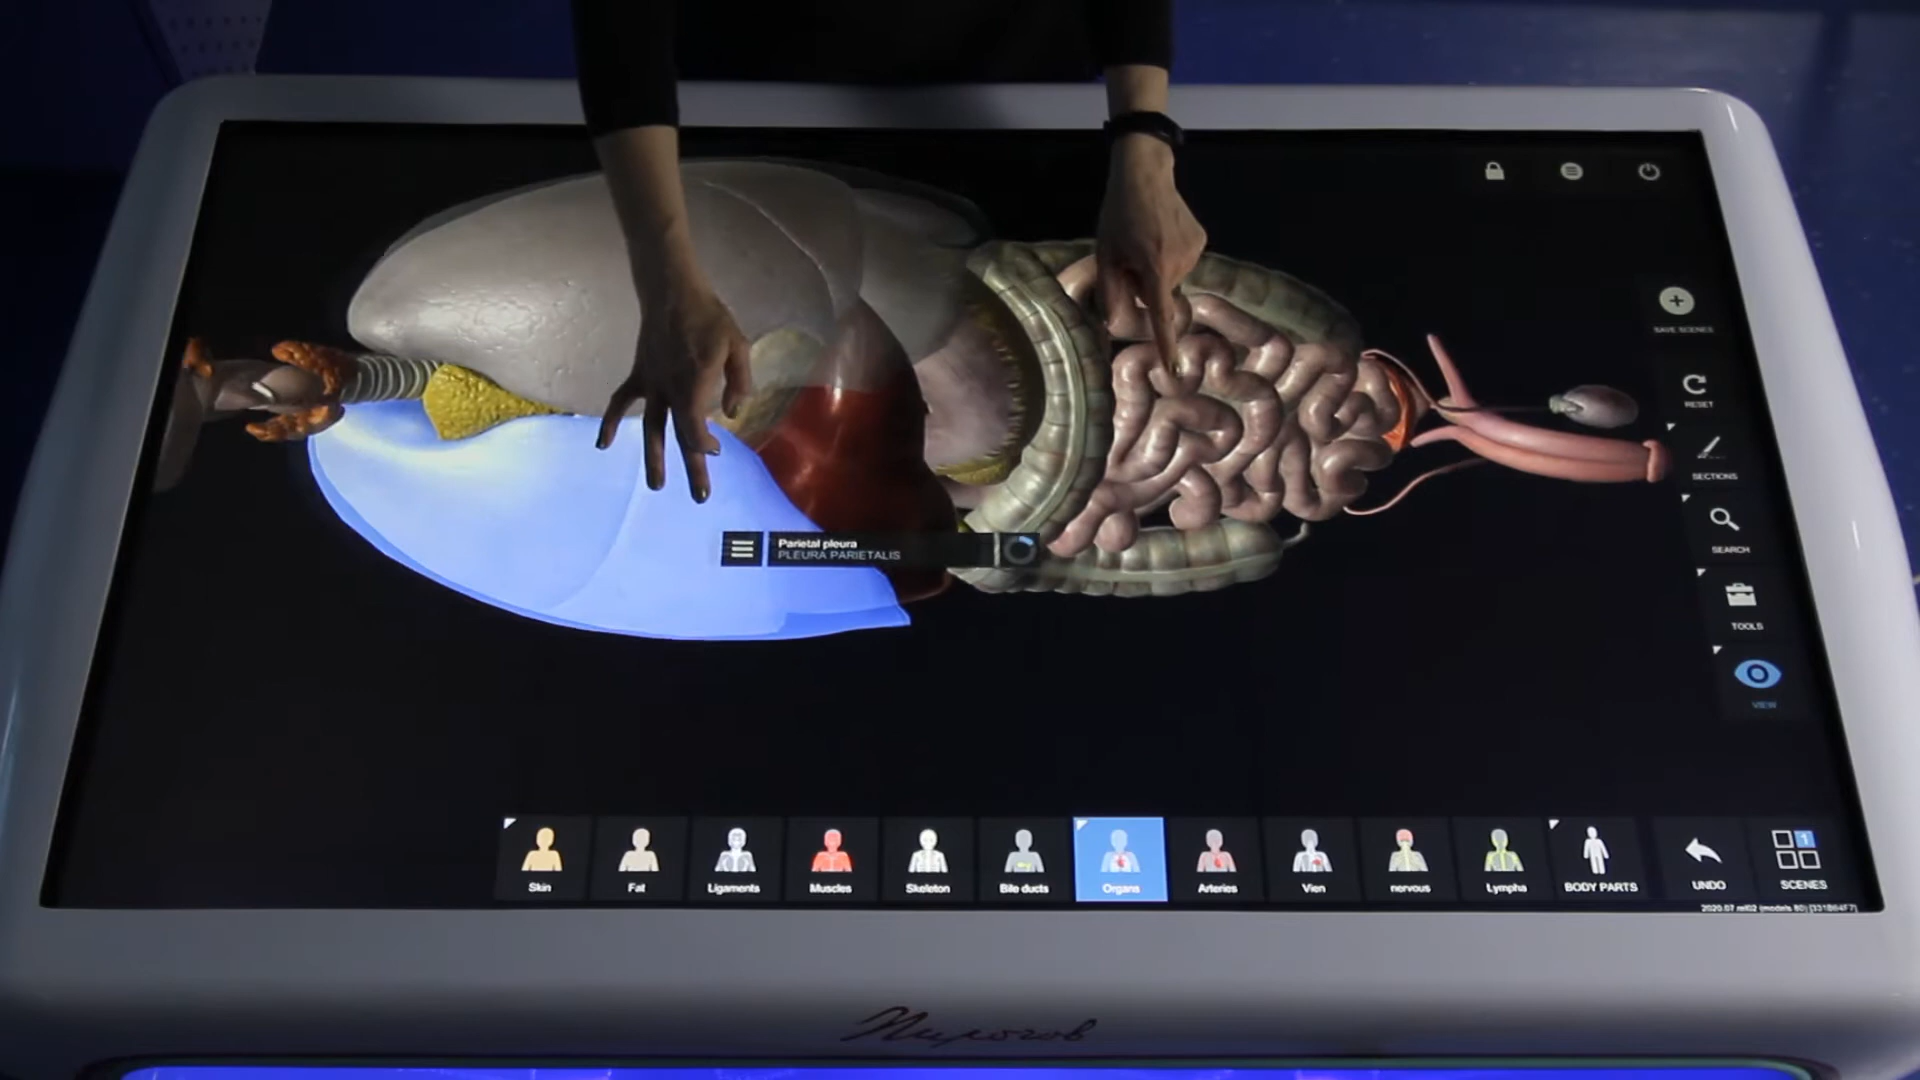 SAVE SCENES
RESET
SECTIONS
SEARCH
TOOLS
VIEW
Parietal pleura
PLEURA PARIETALIS
Skin
Fat
Ligaments
Muscles
Skeleton
Bile ducts
Organs
Arteries
Vien
nervous
Lympha
BODY PARTS
UNDO
1
SCENES
Пирогов